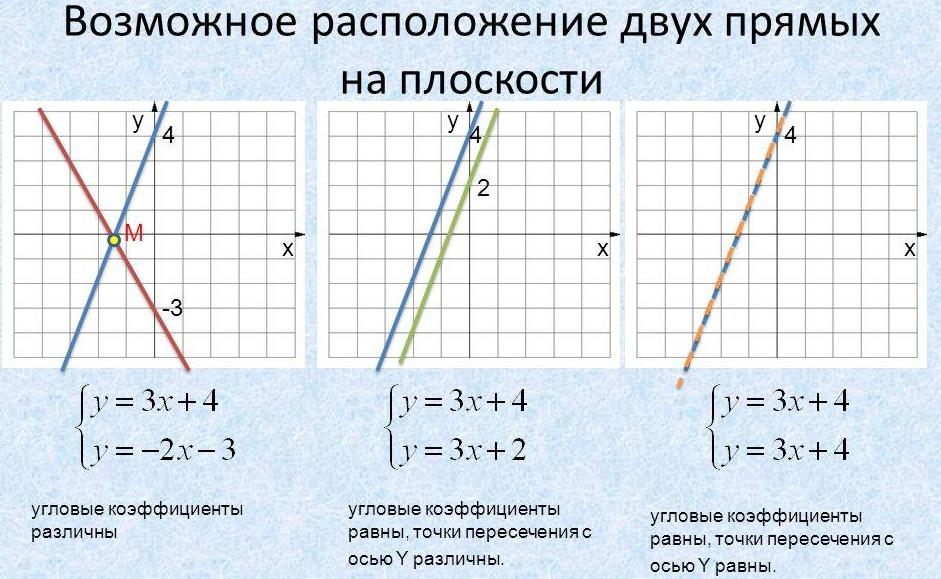 Возможное расположение двух прямых
на плоскости
y
4
M
x
-3
y
4
2
x
y
4
x
y = 3x + 4
y = −2x − 3
y = 3x + 4
y = 3x + 2
y = 3x + 4
y = 3x + 4
угловые коэффициенты
различны
угловые коэффициенты
равны, точки пересечения с
осью Y различны.
угловые коэффициенты
равны, точки пересечения с
осью Y равны.